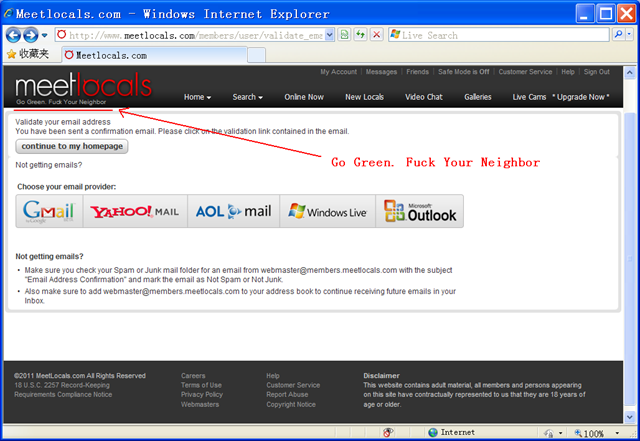 Meetlocals.com - Windows Internet Explorer
http://www.meetlocals.com/members/user/validate_eme
Live Search
收藏夹
Meetlocals.com
My Account | Messages | Friends | Safe Mode is Off | Customer Service | Help | Sign Out
meetlocals
Go Green. Fuck Your Neighbor
Home
Search
Online Now
New Locals
Video Chat
Galleries
Live Cams
* Upgrade Now *
Validate your email address
You have been sent a confirmation email. Please click on the validation link contained in the email.
continue to my homepage
Go Green. Fuck Your Neighbor
Not getting emails?
Choose your email provider:
Gmail by Google
YAHOO! MAIL
AOL mail
Windows Live
Microsoft Outlook
Not getting emails?
• Make sure you check your Spam or Junk mail folder for an email from webmaster@members.meetlocals.com with the subject
"Email Address Confirmation" and mark the email as Not Spam or Not Junk.
• Also make sure to add webmaster@members.meetlocals.com to your address book to continue receiving future emails in your
Inbox.
©2011 MeetLocals.com All Rights Reserved
18 U.S.C. 2257 Record-Keeping
Requirements Compliance Notice
Careers
Terms of Use
Privacy Policy
Webmasters
Help
Customer Service
Report Abuse
Copyright Notice
Disclaimer
This website contains adult material, all members and persons appearing
on this site have contractually represented to us that they are 18 years of
age or older.
Internet
100%